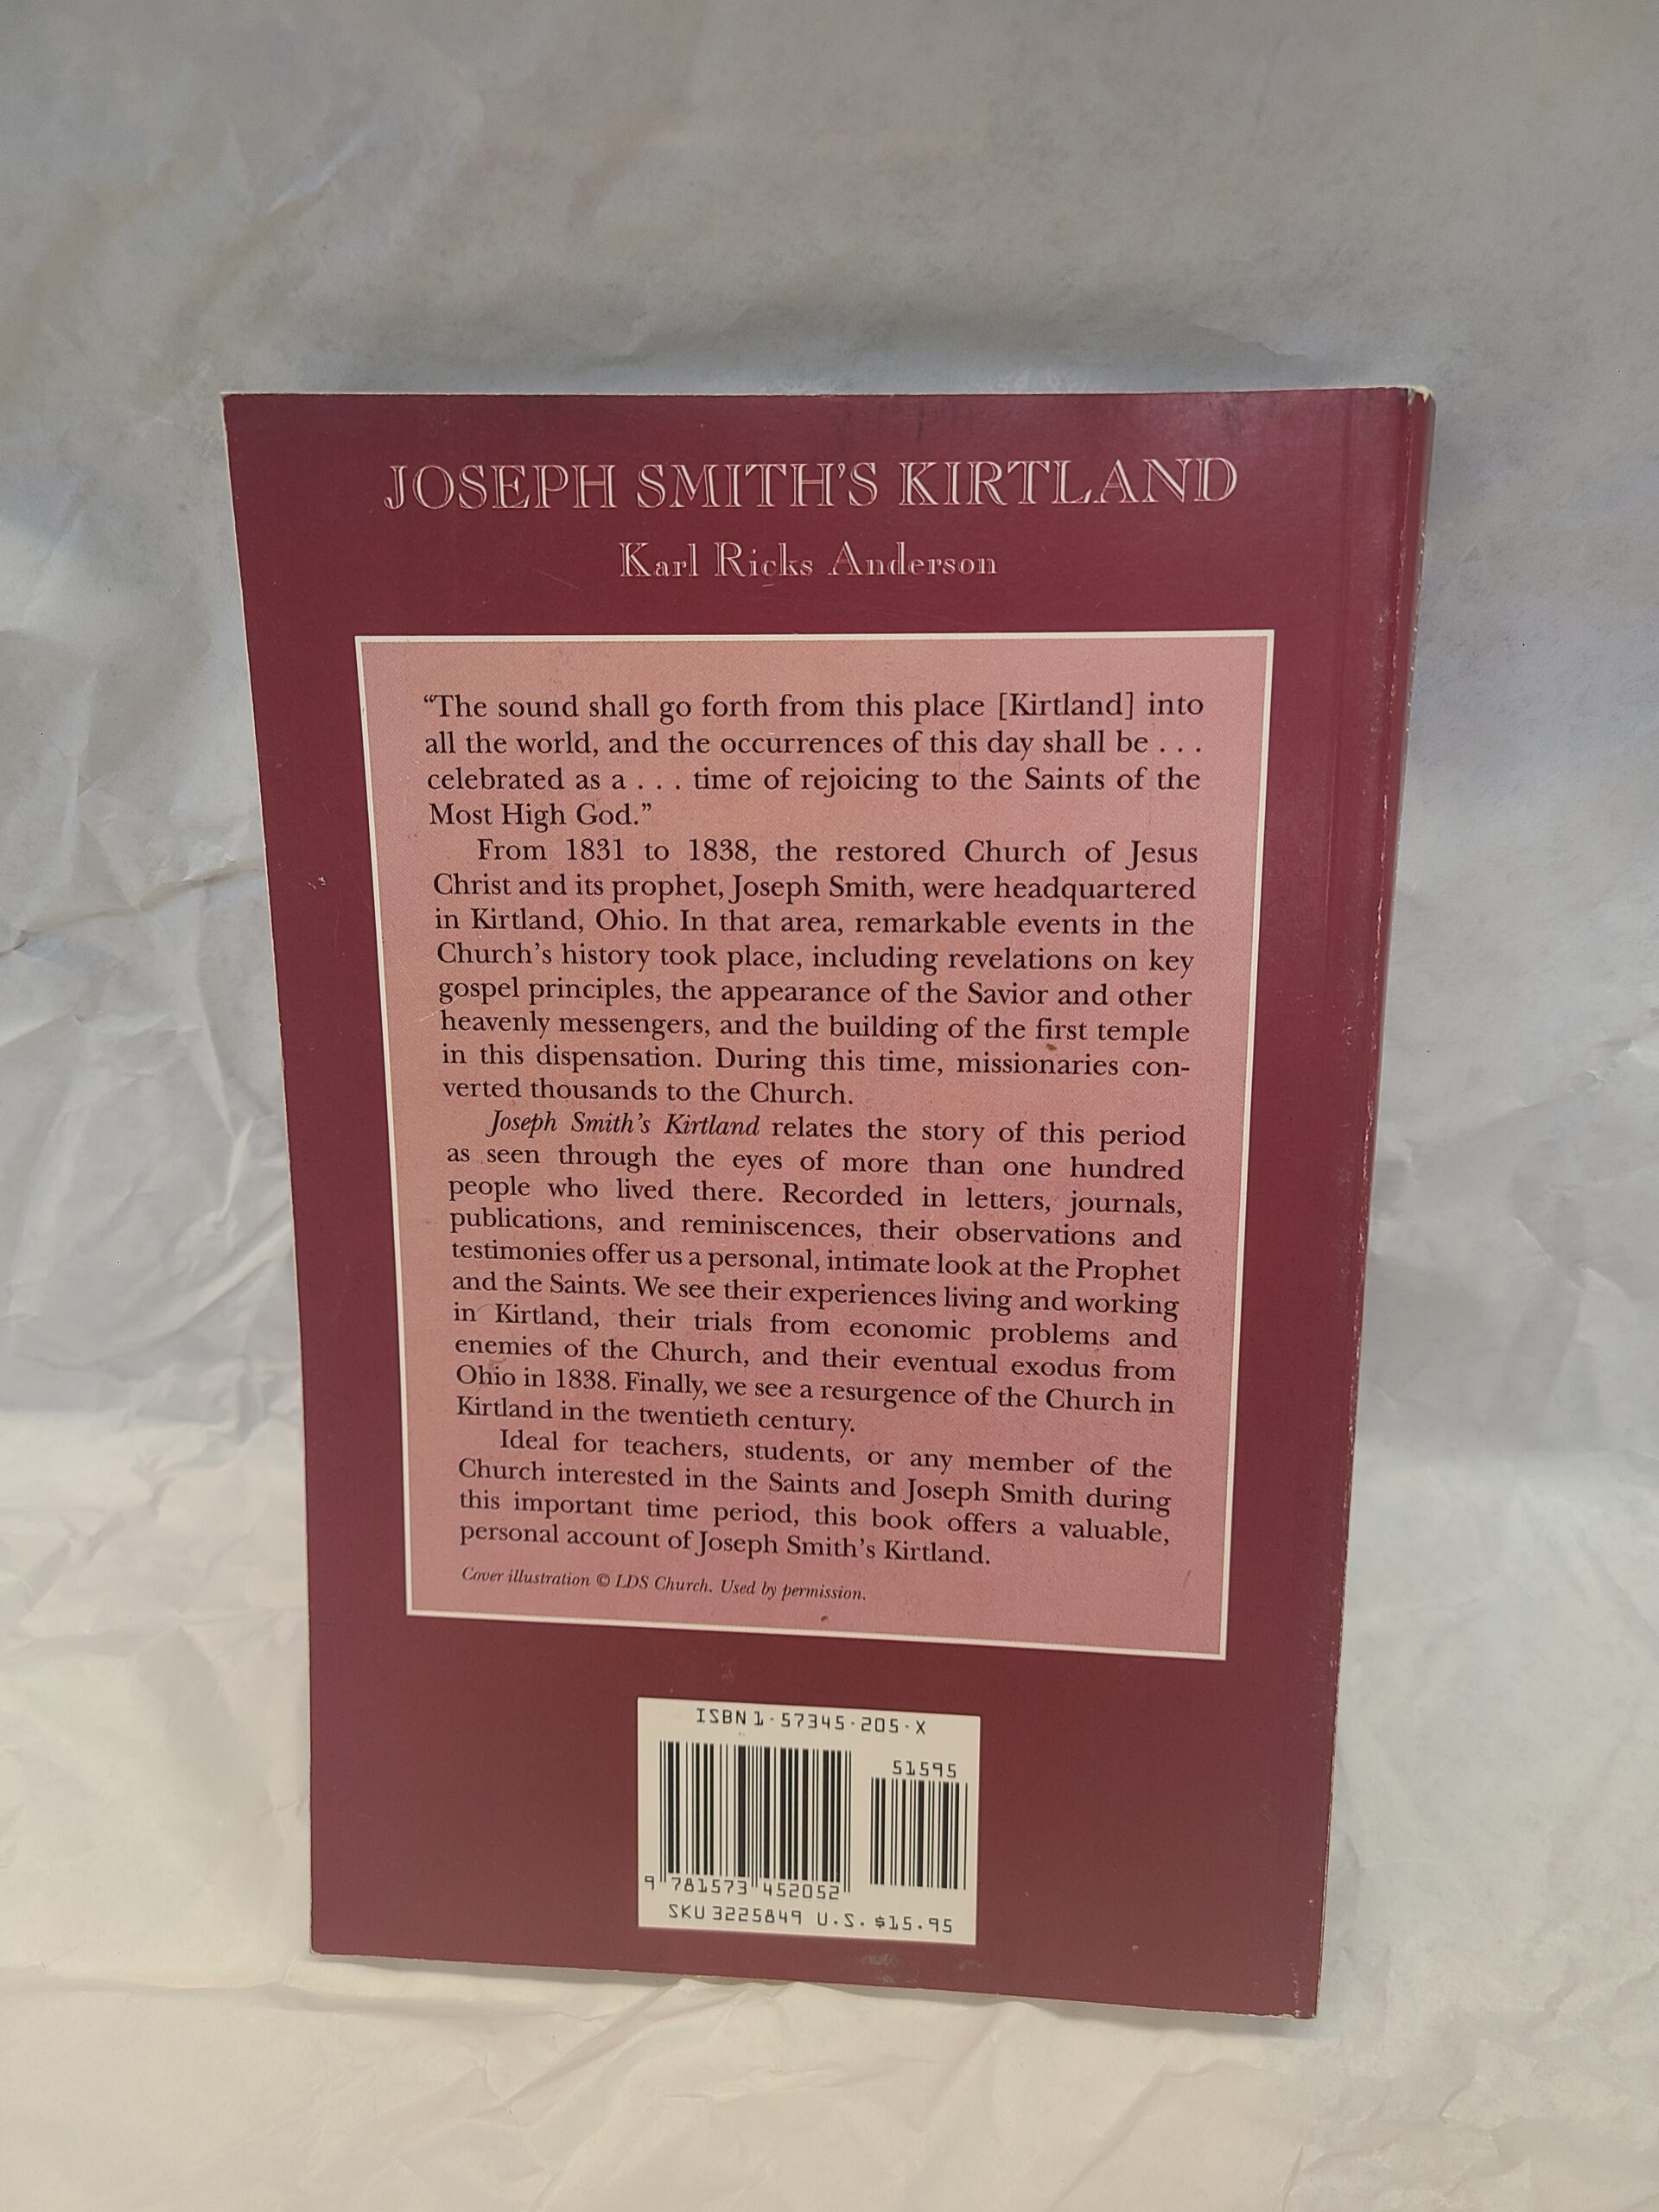 JOSEPH SMITH'S KIRTLAND
Karl Ricks Anderson
“The sound shall go forth from this place [Kirtland] into
all the world, and the occurrences of this day shall be . . .
celebrated as a . . . time of rejoicing to the Saints of the
Most High God.”
From 1831 to 1838, the restored Church of Jesus
Christ and its prophet, Joseph Smith, were headquartered
in Kirtland, Ohio. In that area, remarkable events in the
Church’s history took place, including revelations on key
gospel principles, the appearance of the Savior and other
heavenly messengers, and the building of the first temple
in this dispensation. During this time, missionaries con-
verted thousands to the Church.
Joseph Smith’s Kirtland relates the story of this period
as seen through the eyes of more than one hundred
people who lived there. Recorded in letters, journals,
publications, and reminiscences, their observations and
testimonies offer us a personal, intimate look at the Prophet
and the Saints. We see their experiences living and working
in Kirtland, their trials from economic problems and
enemies of the Church, and their eventual exodus from
Ohio in 1838. Finally, we see a resurgence of the Church in
Kirtland in the twentieth century.
Ideal for teachers, students, or any member of the
Church interested in the Saints and Joseph Smith during
this important time period, this book offers a valuable,
personal account of Joseph Smith’s Kirtland.
Cover illustration © LDS Church. Used by permission.
ISBN 1-57345-205-X
51595
9 781573 452052
SKU 3225849 U.S. $15.95